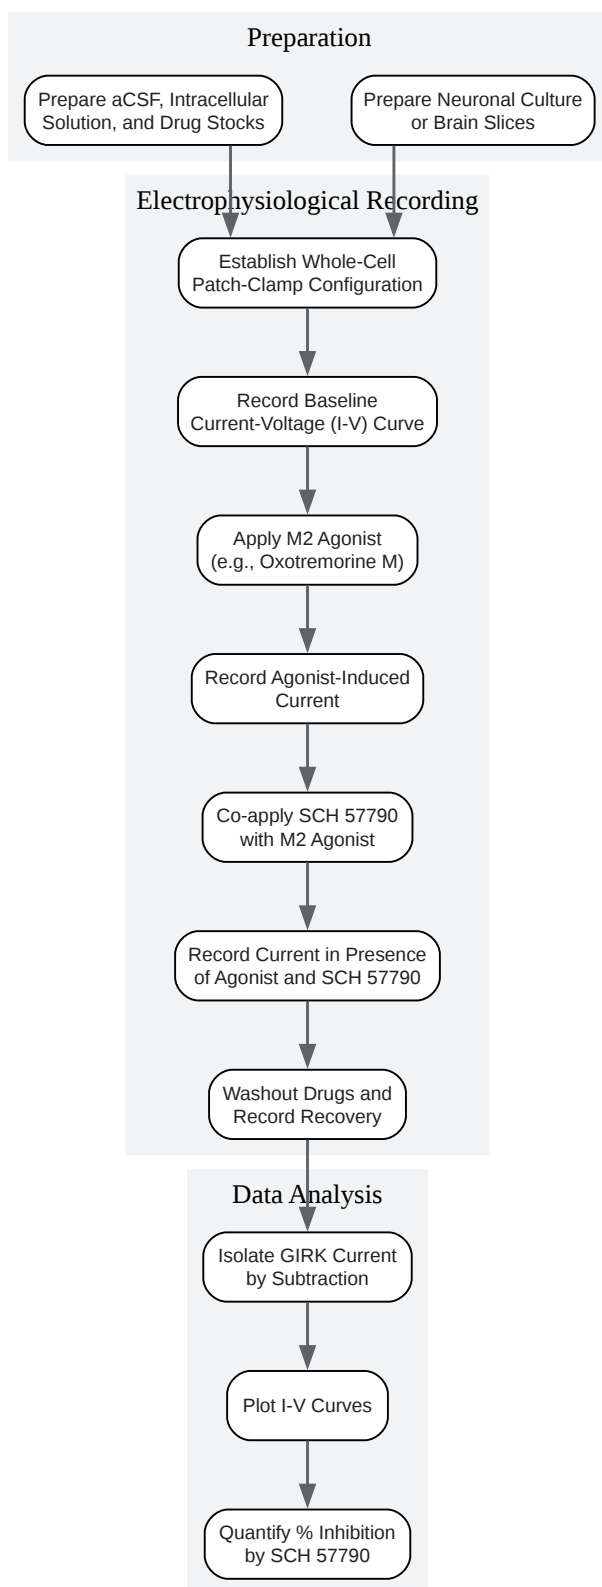 Preparation
Prepare aCSF, Intracellular
Solution, and Drug Stocks
Prepare Neuronal Culture
or Brain Slices
Electrophysiological Recording
Establish Whole-Cell
Patch-Clamp Configuration
Record Baseline
Current-Voltage (I-V) Curve
Apply M2 Agonist
(e.g., Oxotremorine M)
Record Agonist-Induced
Current
Co-apply SCH 57790
with M2 Agonist
Record Current in Presence
of Agonist and SCH 57790
Washout Drugs and
Record Recovery
Data Analysis
Isolate GIRK Current
by Subtraction
Plot I-V Curves
Quantify % Inhibition
by SCH 57790